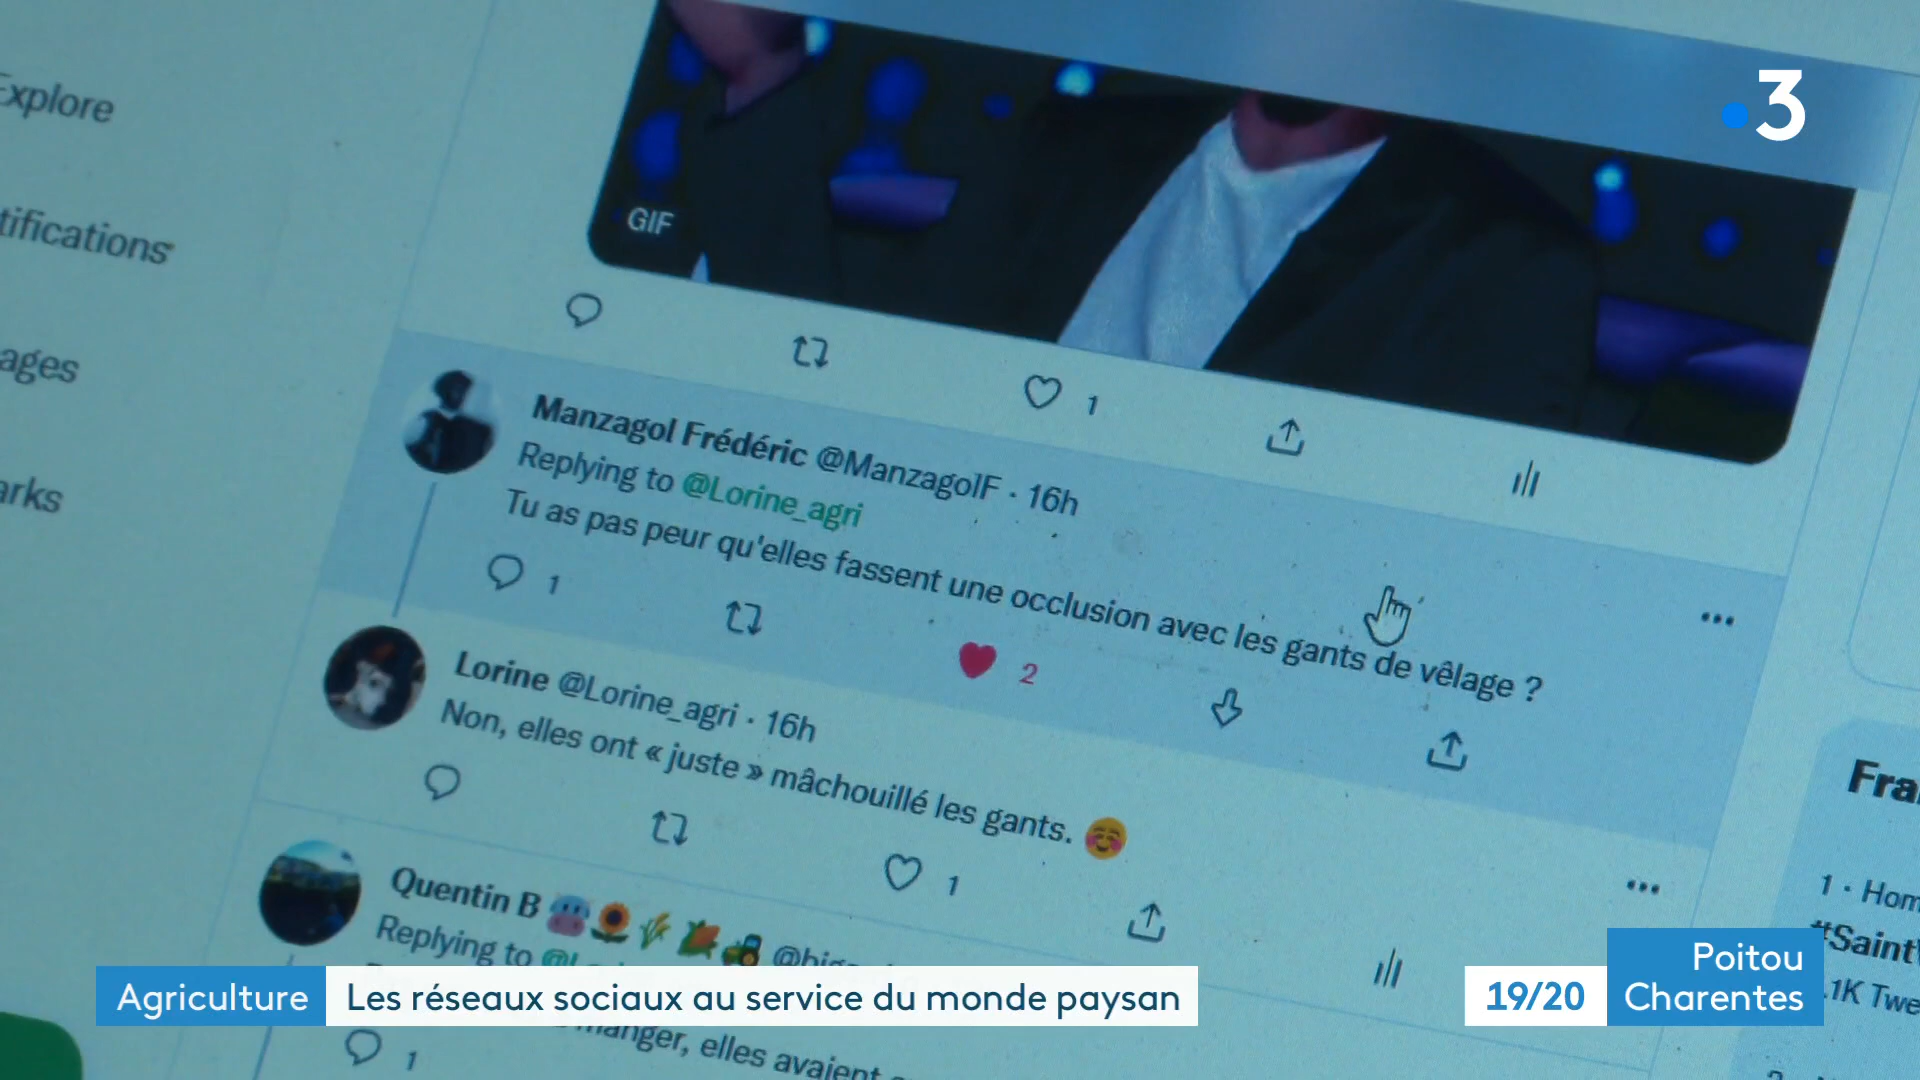 Explore
3
GIF
tifications
1
ages
Manzagol Frédéric @ManzagolF · 16h
Replying to @Lorine_agri
Tu as pas peur qu'elles fassent une occlusion avec les gants de vêlage ?
arks
1
2
Lorine @Lorine_agri · 16h
Non, elles ont « juste » mâchouillé les gants.
1
Fra
1 · Hom
#Saint
.1K Twe
Quentin B
Replying to
manger, elles avaient
1
Agriculture
Les réseaux sociaux au service du monde paysan
19/20
Poitou
Charentes